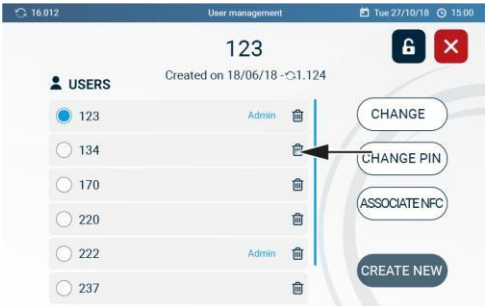 16.012 User management Tue 27/10/18 15:00
123
Created on 18/06/18 - 1.124
USERS
123 Admin
134
170
220
222 Admin
237
CHANGE
CHANGE PIN
ASSOCIATE NFC
CREATE NEW